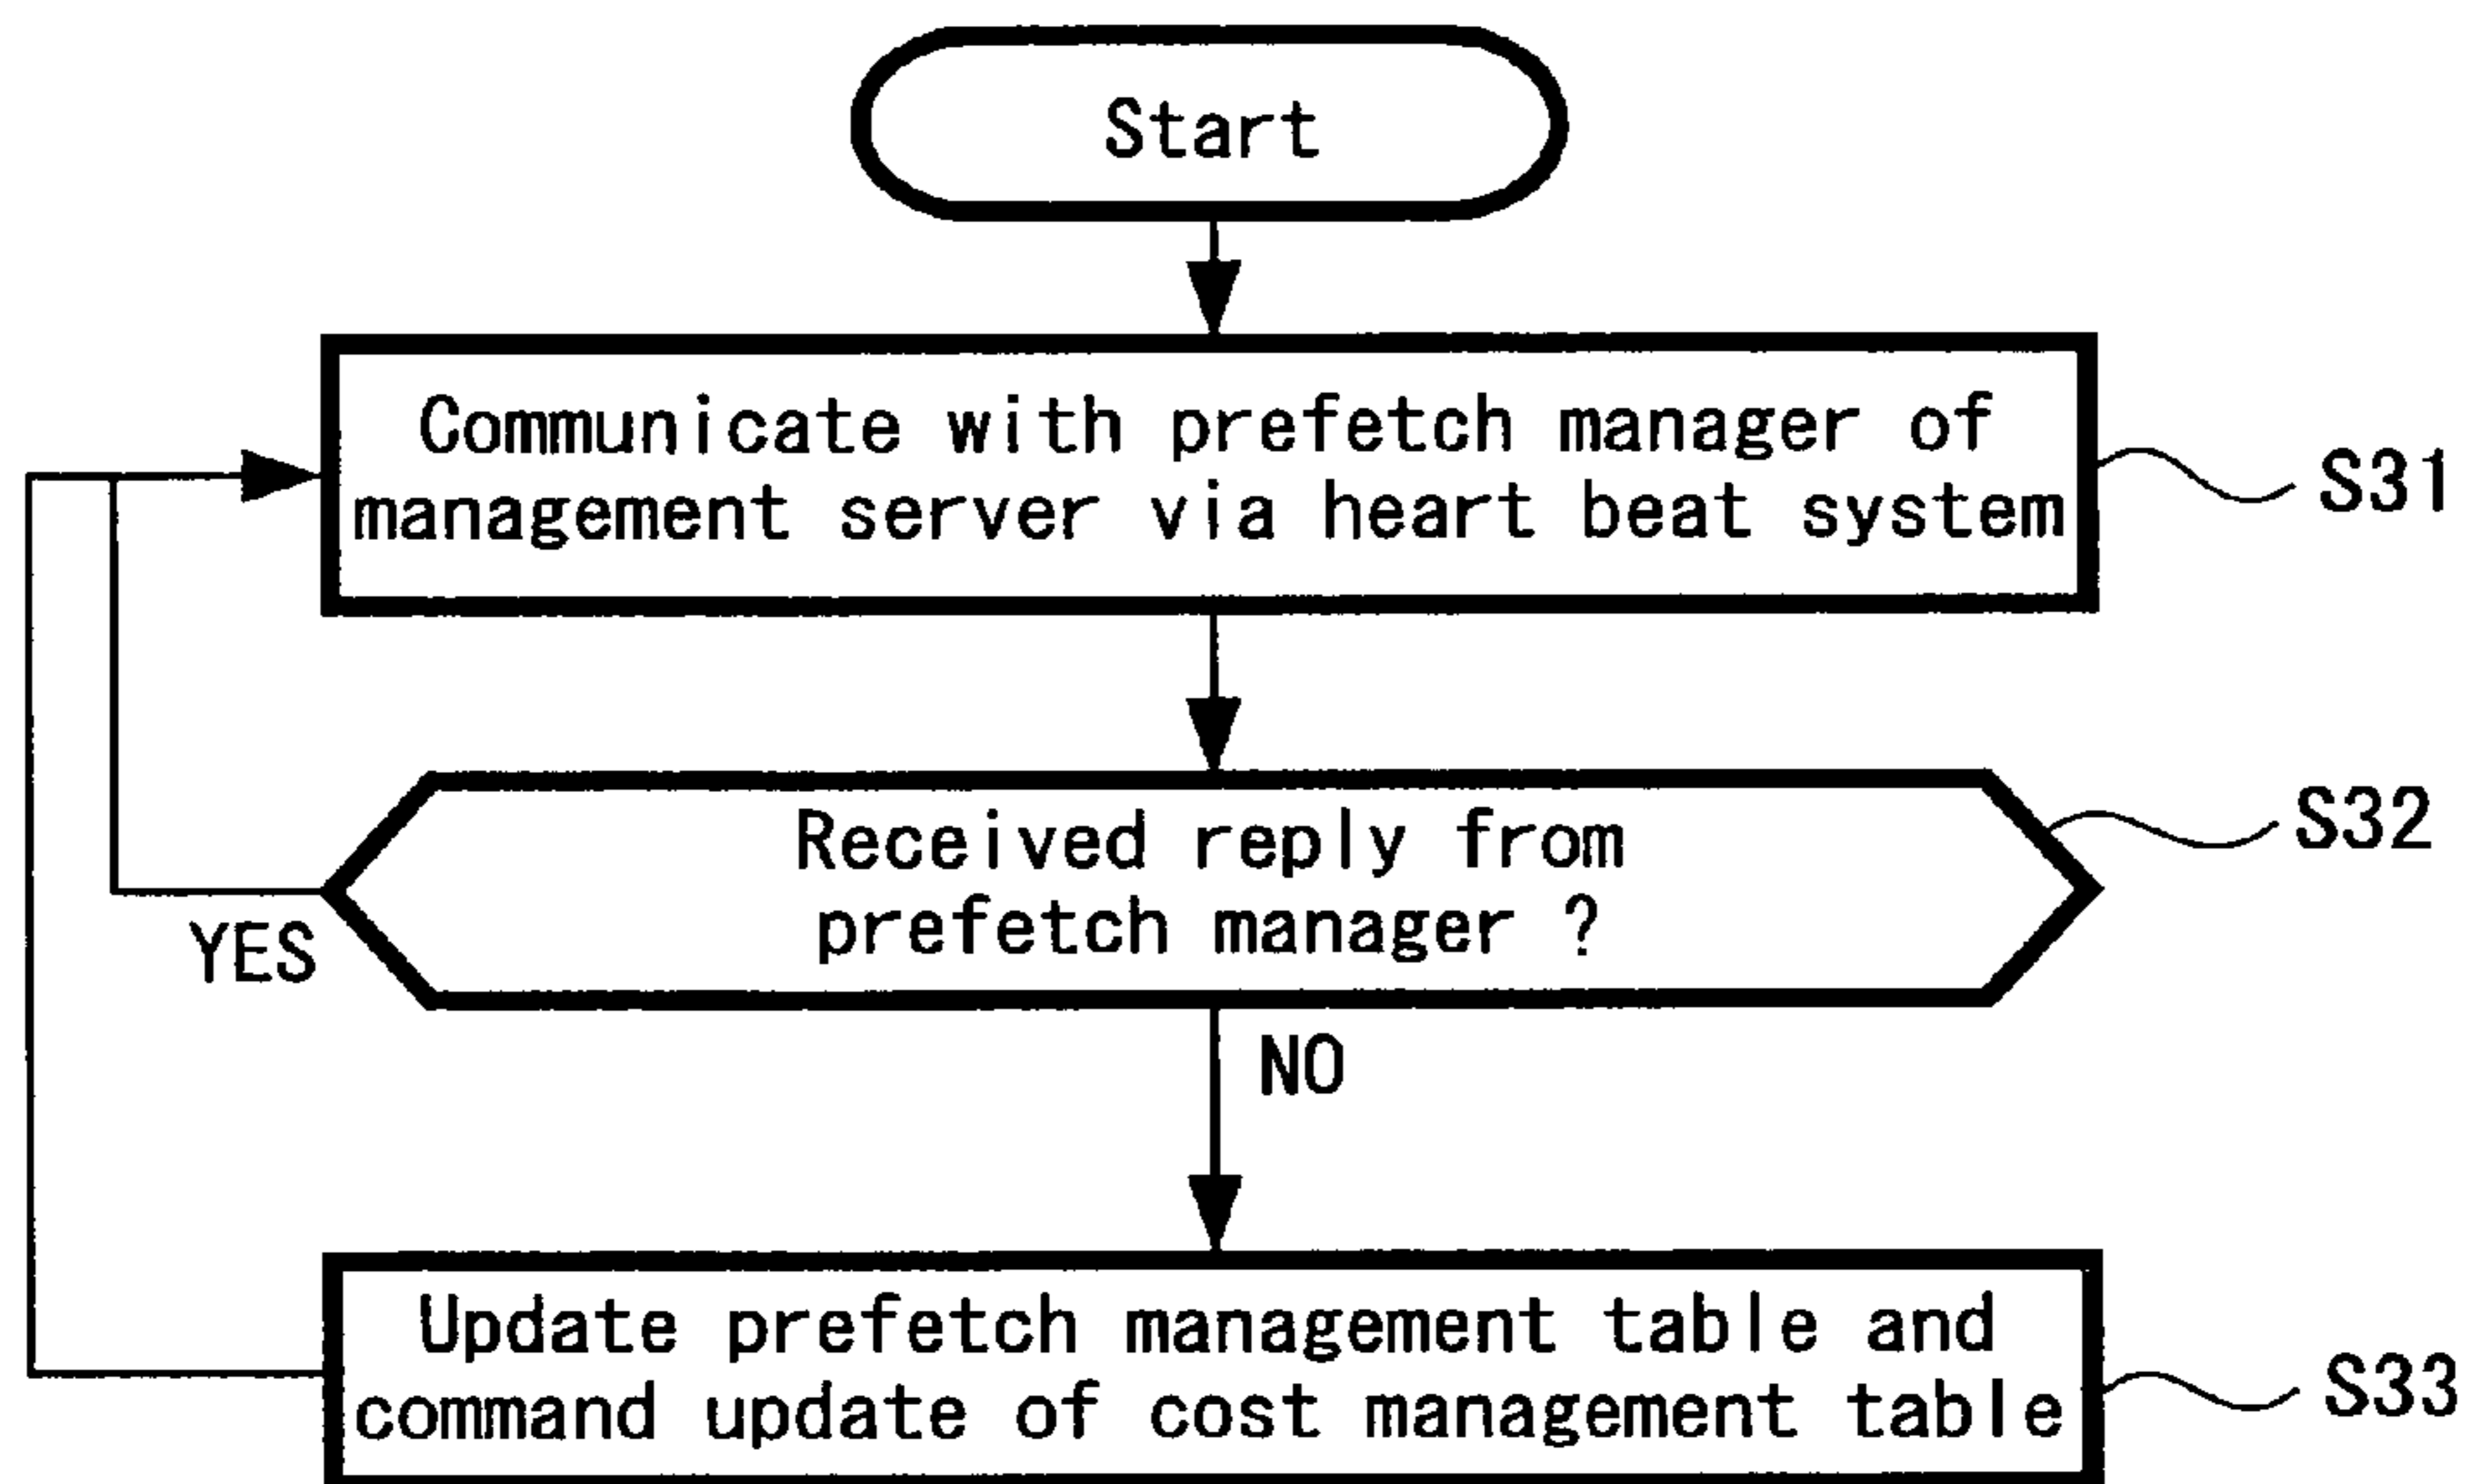 Start
Communicate with prefetch manager of
management server via heart beat system
S31
Received reply from
prefetch manager ?
S32
YES
NO
Update prefetch management table and
command update of cost management table
S33